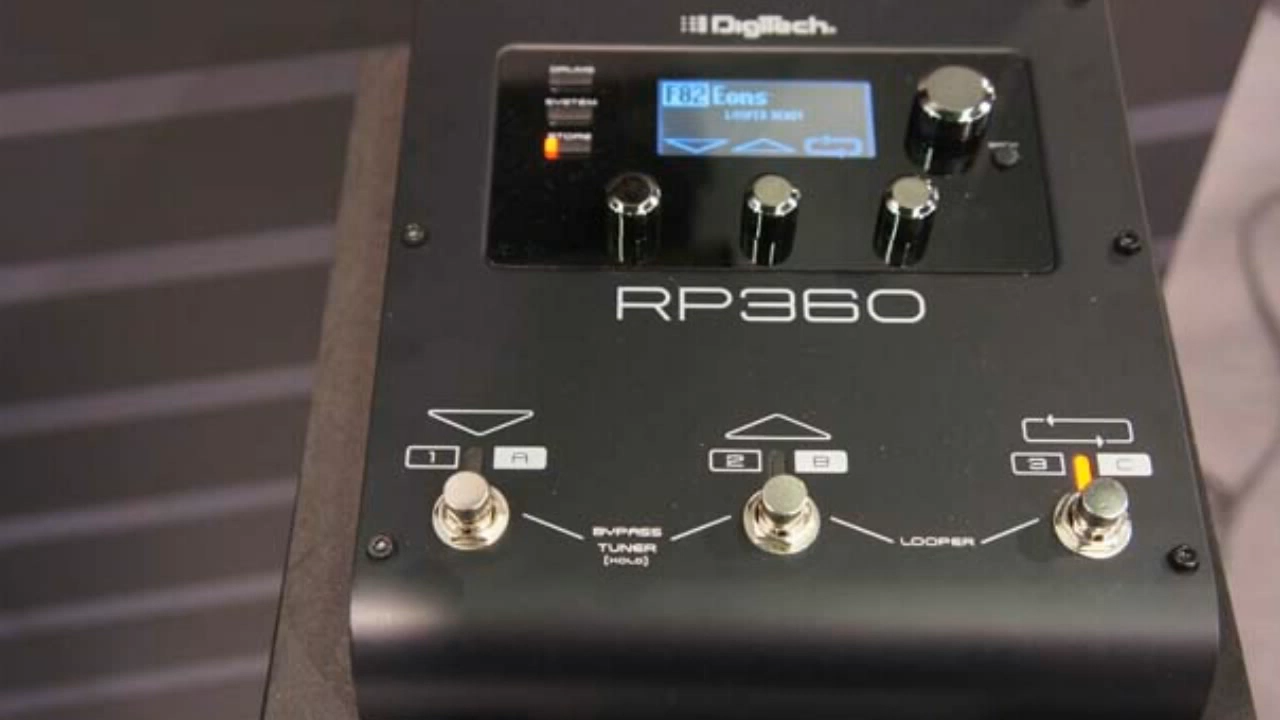 DigiTech
DRUMS
SYSTEM
STORE
F82 Eons
LOOPER READY
RP360
1 A
2 B
3 C
BYPASS
TUNER
[HOLD]
LOOPER